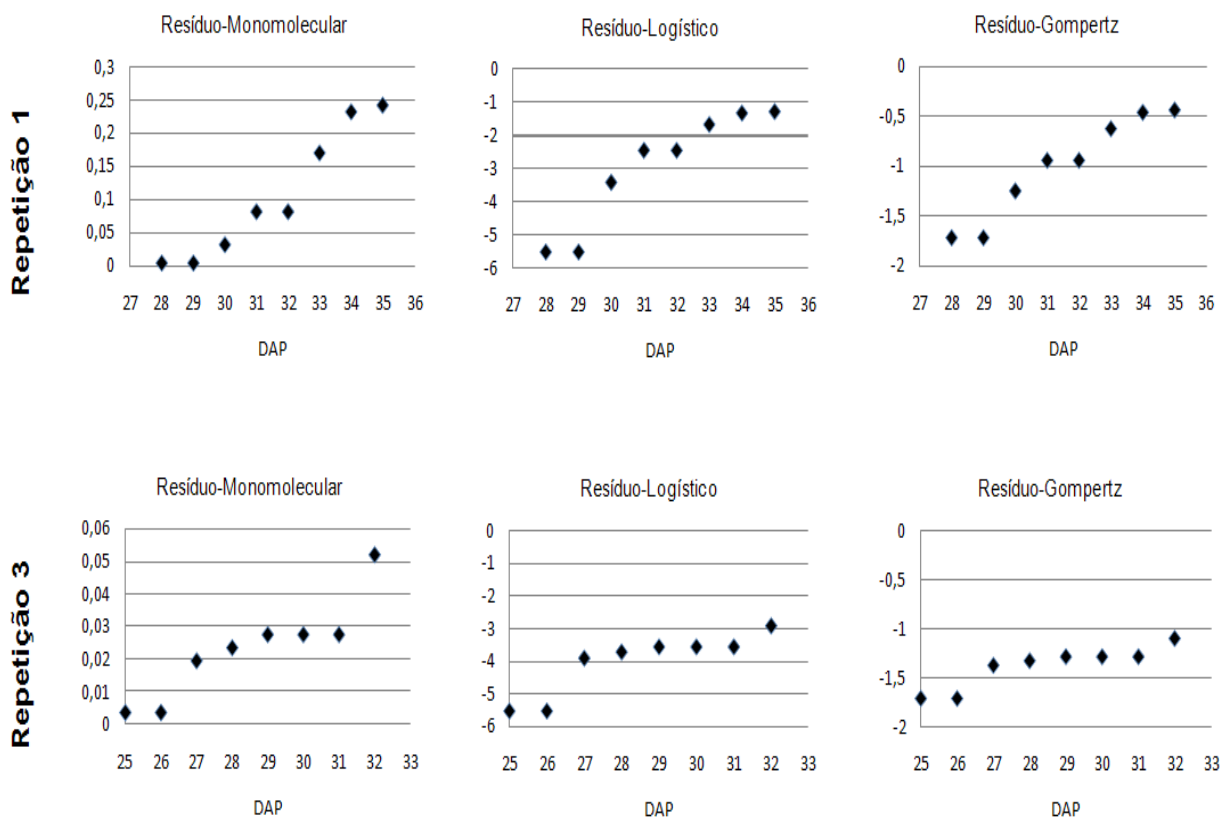 Repetição 1
Resíduo-Monomolecular
0,3
0,25
0,2
0,15
0,1
0,05
0
27 28 29 30 31 32 33 34 35 36
DAP
Resíduo-Logístico
0
-1
-2
-3
-4
-5
-6
27 28 29 30 31 32 33 34 35 36
DAP
Resíduo-Gompertz
0
-0,5
-1
-1,5
-2
27 28 29 30 31 32 33 34 35 36
DAP
Repetição 3
Resíduo-Monomolecular
0,06
0,05
0,04
0,03
0,02
0,01
0
25 26 27 28 29 30 31 32 33
DAP
Resíduo-Logístico
0
-1
-2
-3
-4
-5
-6
25 26 27 28 29 30 31 32 33
DAP
Resíduo-Gompertz
0
-0,5
-1
-1,5
-2
25 26 27 28 29 30 31 32 33
DAP